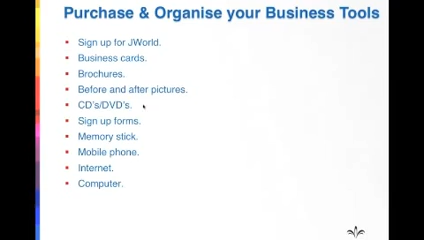 Purchase & Organise your Business Tools
Sign up for JWorld.
Business cards.
Brochures.
Before and after pictures.
CD's/DVD's.
Sign up forms.
Memory stick.
Mobile phone.
Internet.
Computer.